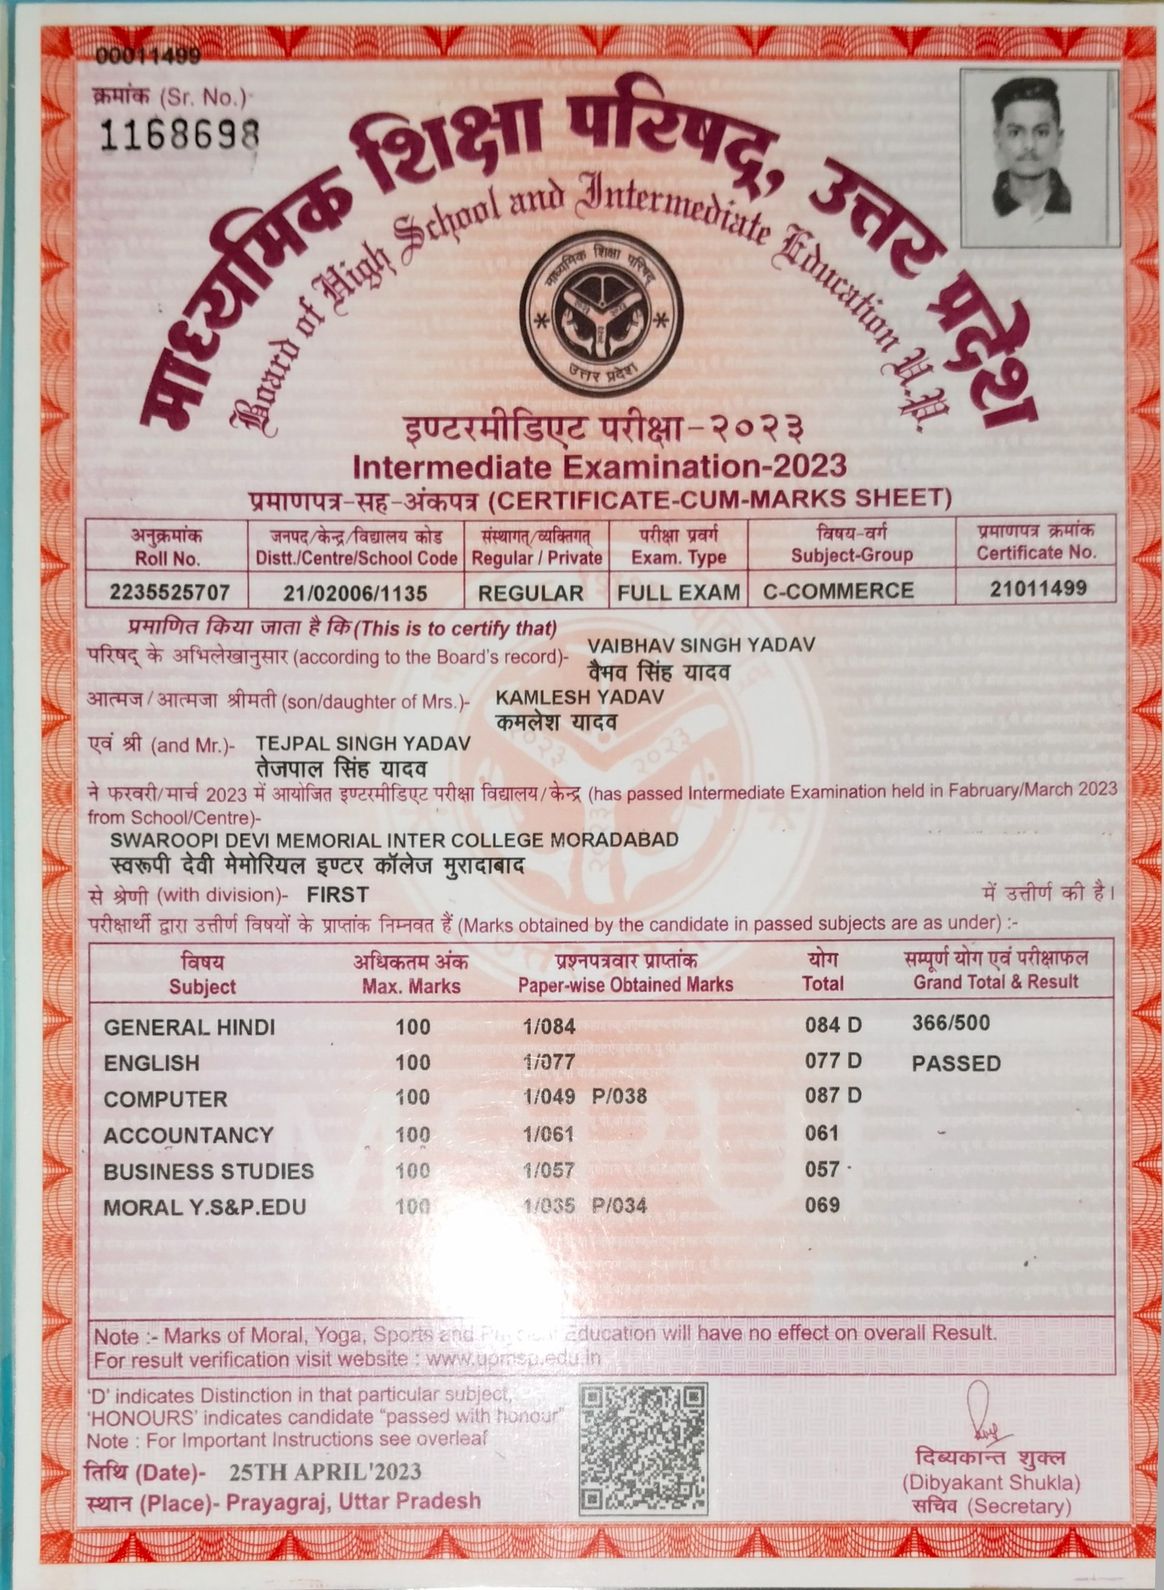 00011499
क्रमांक (Sr. No.)
1168698
माध्यमिक शिक्षा परिषद्, उत्तर प्रदेश
Board of High School and Intermediate Education U.P.
माध्यमिक शिक्षा परिषद्
उत्तर प्रदेश
इण्टरमीडिएट परीक्षा-२०२३
Intermediate Examination-2023
प्रमाणपत्र-सह-अंकपत्र (CERTIFICATE-CUM-MARKS SHEET)
अनुक्रमांक जनपद/केन्द्र/विद्यालय कोड संस्थागत्/व्यक्तिगत् परीक्षा प्रवर्ग विषय-वर्ग प्रमाणपत्र क्रमांक
Roll No. Distt./Centre/School Code Regular / Private Exam. Type Subject-Group Certificate No.
2235525707 21/02006/1135 REGULAR FULL EXAM C-COMMERCE 21011499
प्रमाणित किया जाता है कि (This is to certify that)
परिषद् के अभिलेखानुसार (according to the Board's record)- VAIBHAV SINGH YADAV
वैभव सिंह यादव
आत्मज/आत्मजा श्रीमती (son/daughter of Mrs.)- KAMLESH YADAV
कमलेश यादव
एवं श्री (and Mr.)- TEJPAL SINGH YADAV
तेजपाल सिंह यादव
ने फरवरी/मार्च 2023 में आयोजित इण्टरमीडिएट परीक्षा विद्यालय/केन्द्र (has passed Intermediate Examination held in Fabruary/March 2023
from School/Centre)-
SWAROOPI DEVI MEMORIAL INTER COLLEGE MORADABAD
स्वरूपी देवी मेमोरियल इण्टर कॉलेज मुरादाबाद
से श्रेणी (with division)- FIRST में उत्तीर्ण की है।
परीक्षार्थी द्वारा उत्तीर्ण विषयों के प्राप्तांक निम्नवत हैं (Marks obtained by the candidate in passed subjects are as under) :-
विषय अधिकतम अंक प्रश्नपत्रवार प्राप्तांक योग सम्पूर्ण योग एवं परीक्षाफल
Subject Max. Marks Paper-wise Obtained Marks Total Grand Total & Result
GENERAL HINDI 100 1/084 084 D 366/500
ENGLISH 100 1/077 077 D PASSED
COMPUTER 100 1/049 P/038 087 D
ACCOUNTANCY 100 1/061 061
BUSINESS STUDIES 100 1/057 057
MORAL Y.S&P.EDU 100 1/035 P/034 069
Note :- Marks of Moral, Yoga, Sports and Physical Education will have no effect on overall Result.
For result verification visit website : www.upmsp.edu.in
'D' indicates Distinction in that particular subject,
'HONOURS' indicates candidate "passed with honour"
Note : For Important Instructions see overleaf
तिथि (Date)- 25TH APRIL'2023
स्थान (Place)- Prayagraj, Uttar Pradesh
दिब्यकान्त शुक्ल
(Dibyakant Shukla)
सचिव (Secretary)